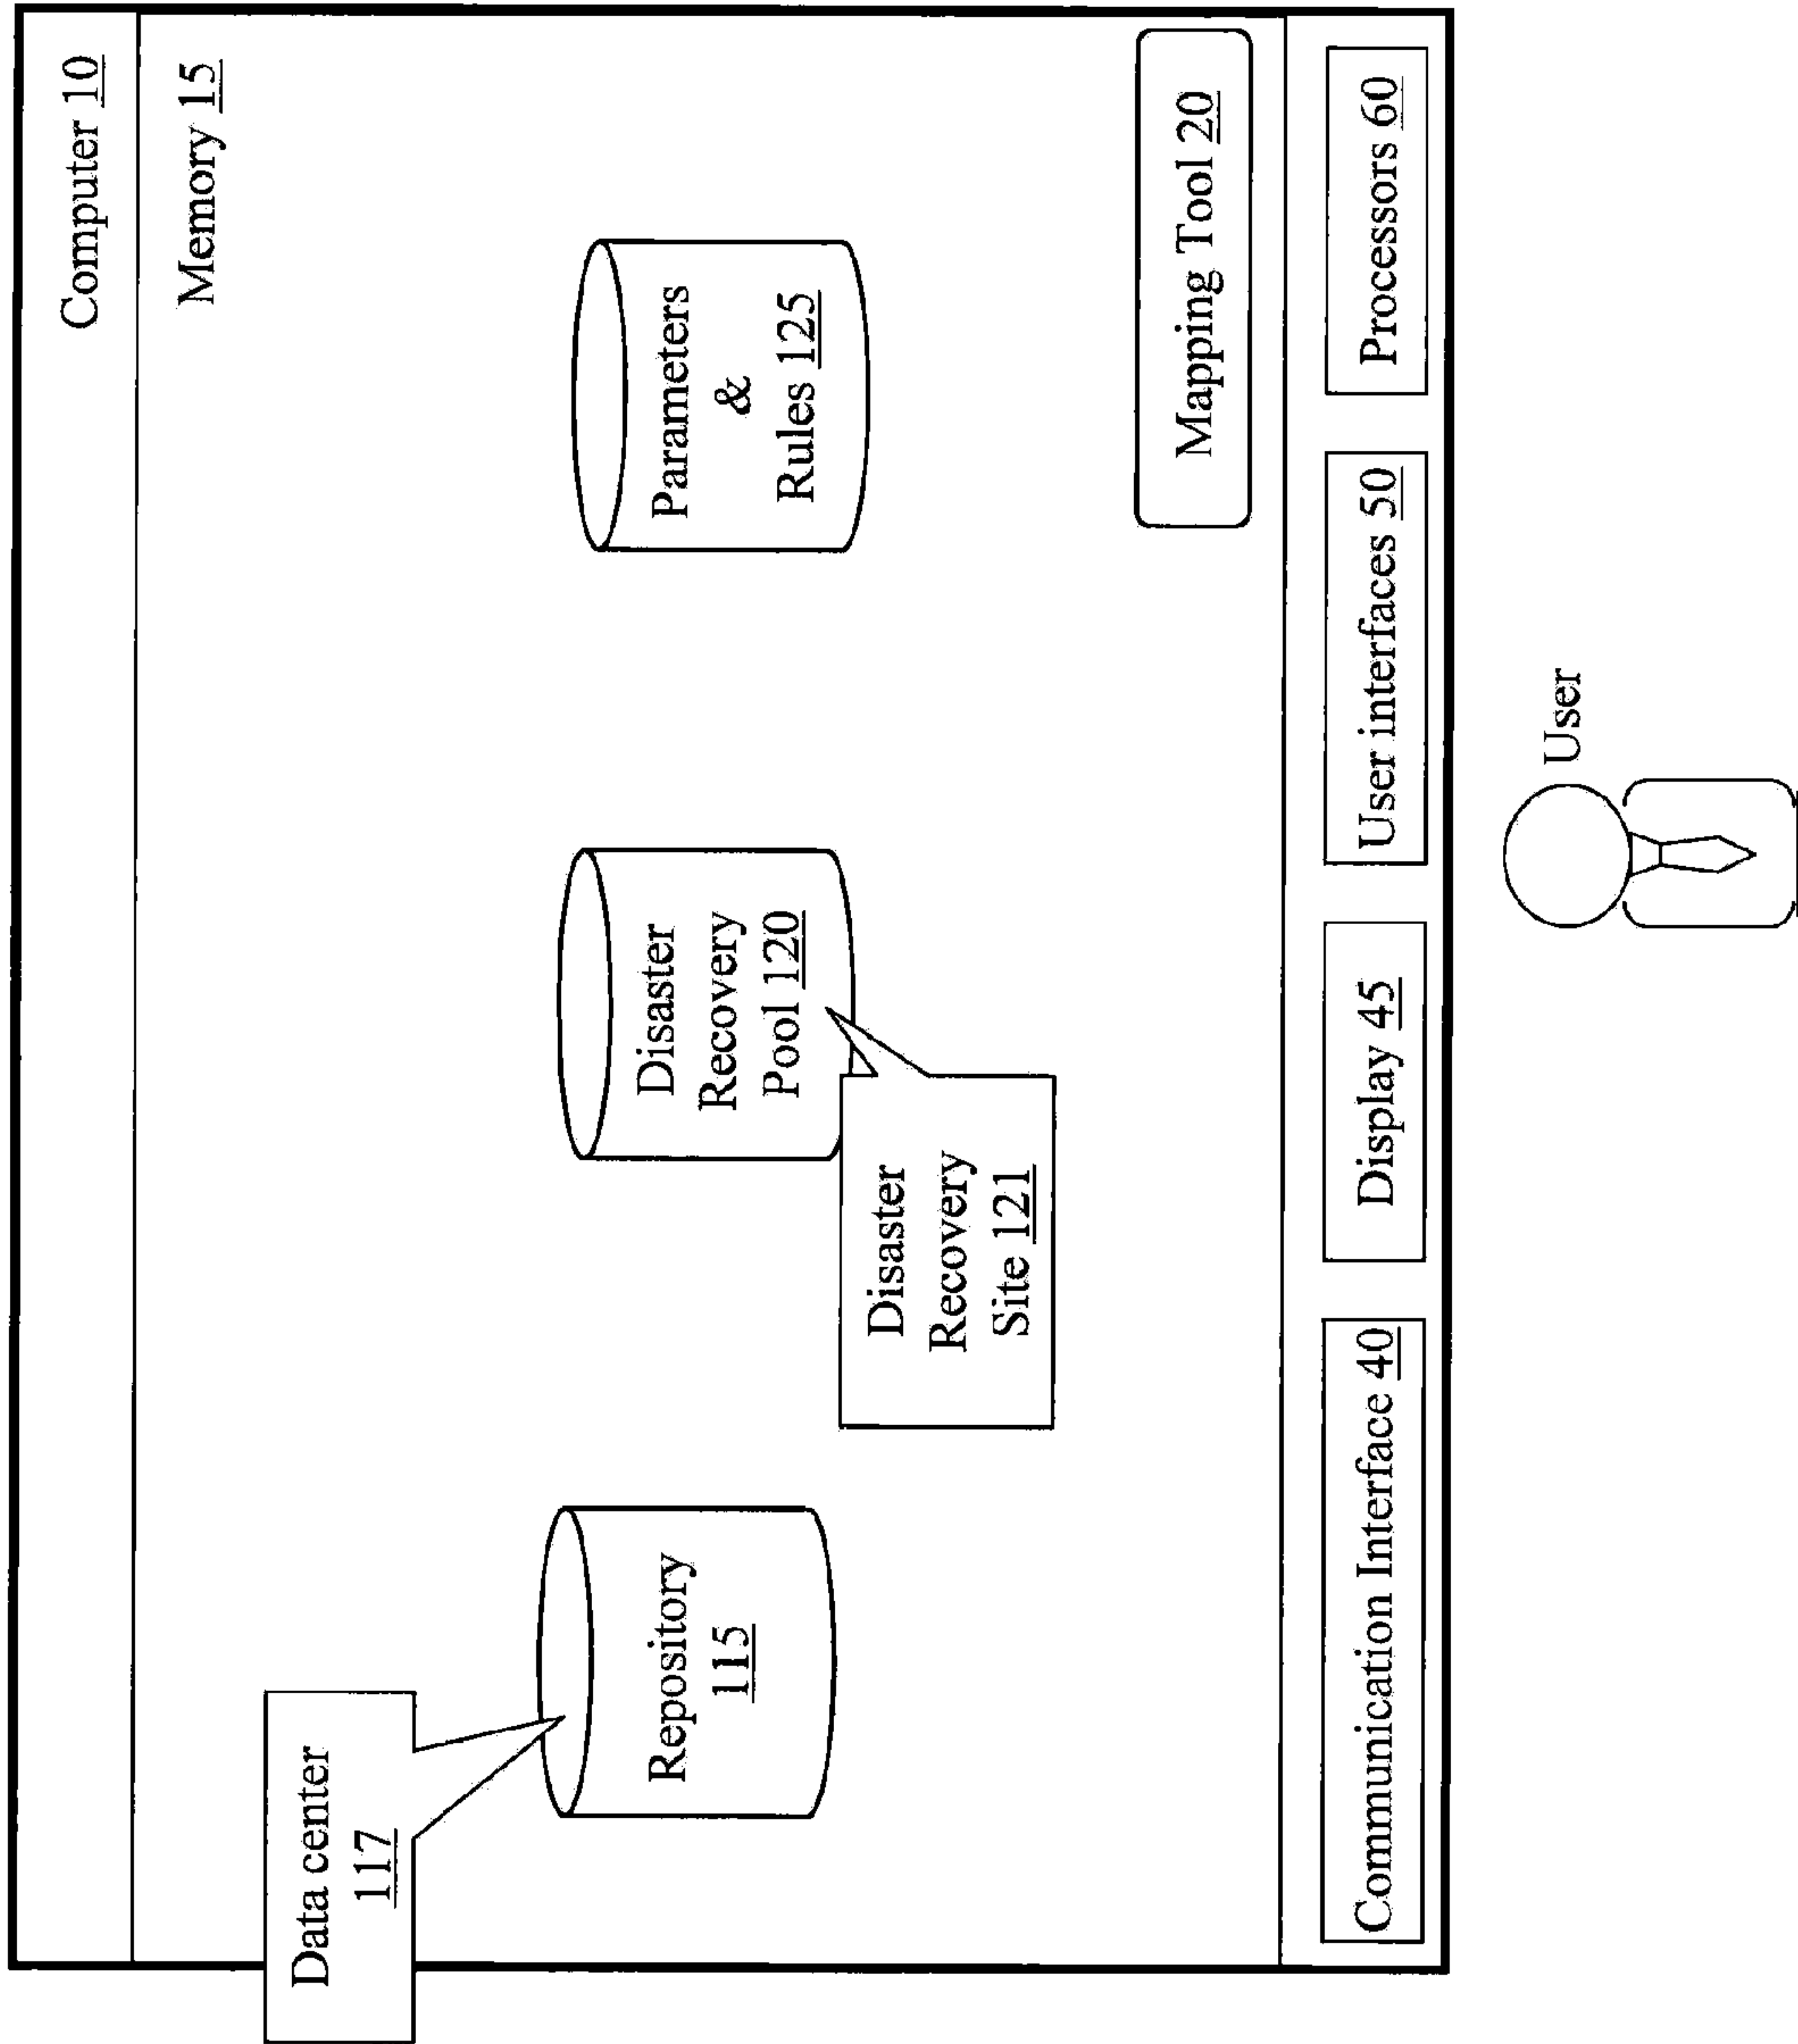 Computer 10
Memory 15
Data center
117
Repository
115
Disaster
Recovery
Pool 120
Disaster
Recovery
Site 121
Parameters
&
Rules 125
Mapping Tool 20
Communication Interface 40
Display 45
User interfaces 50
Processors 60
User